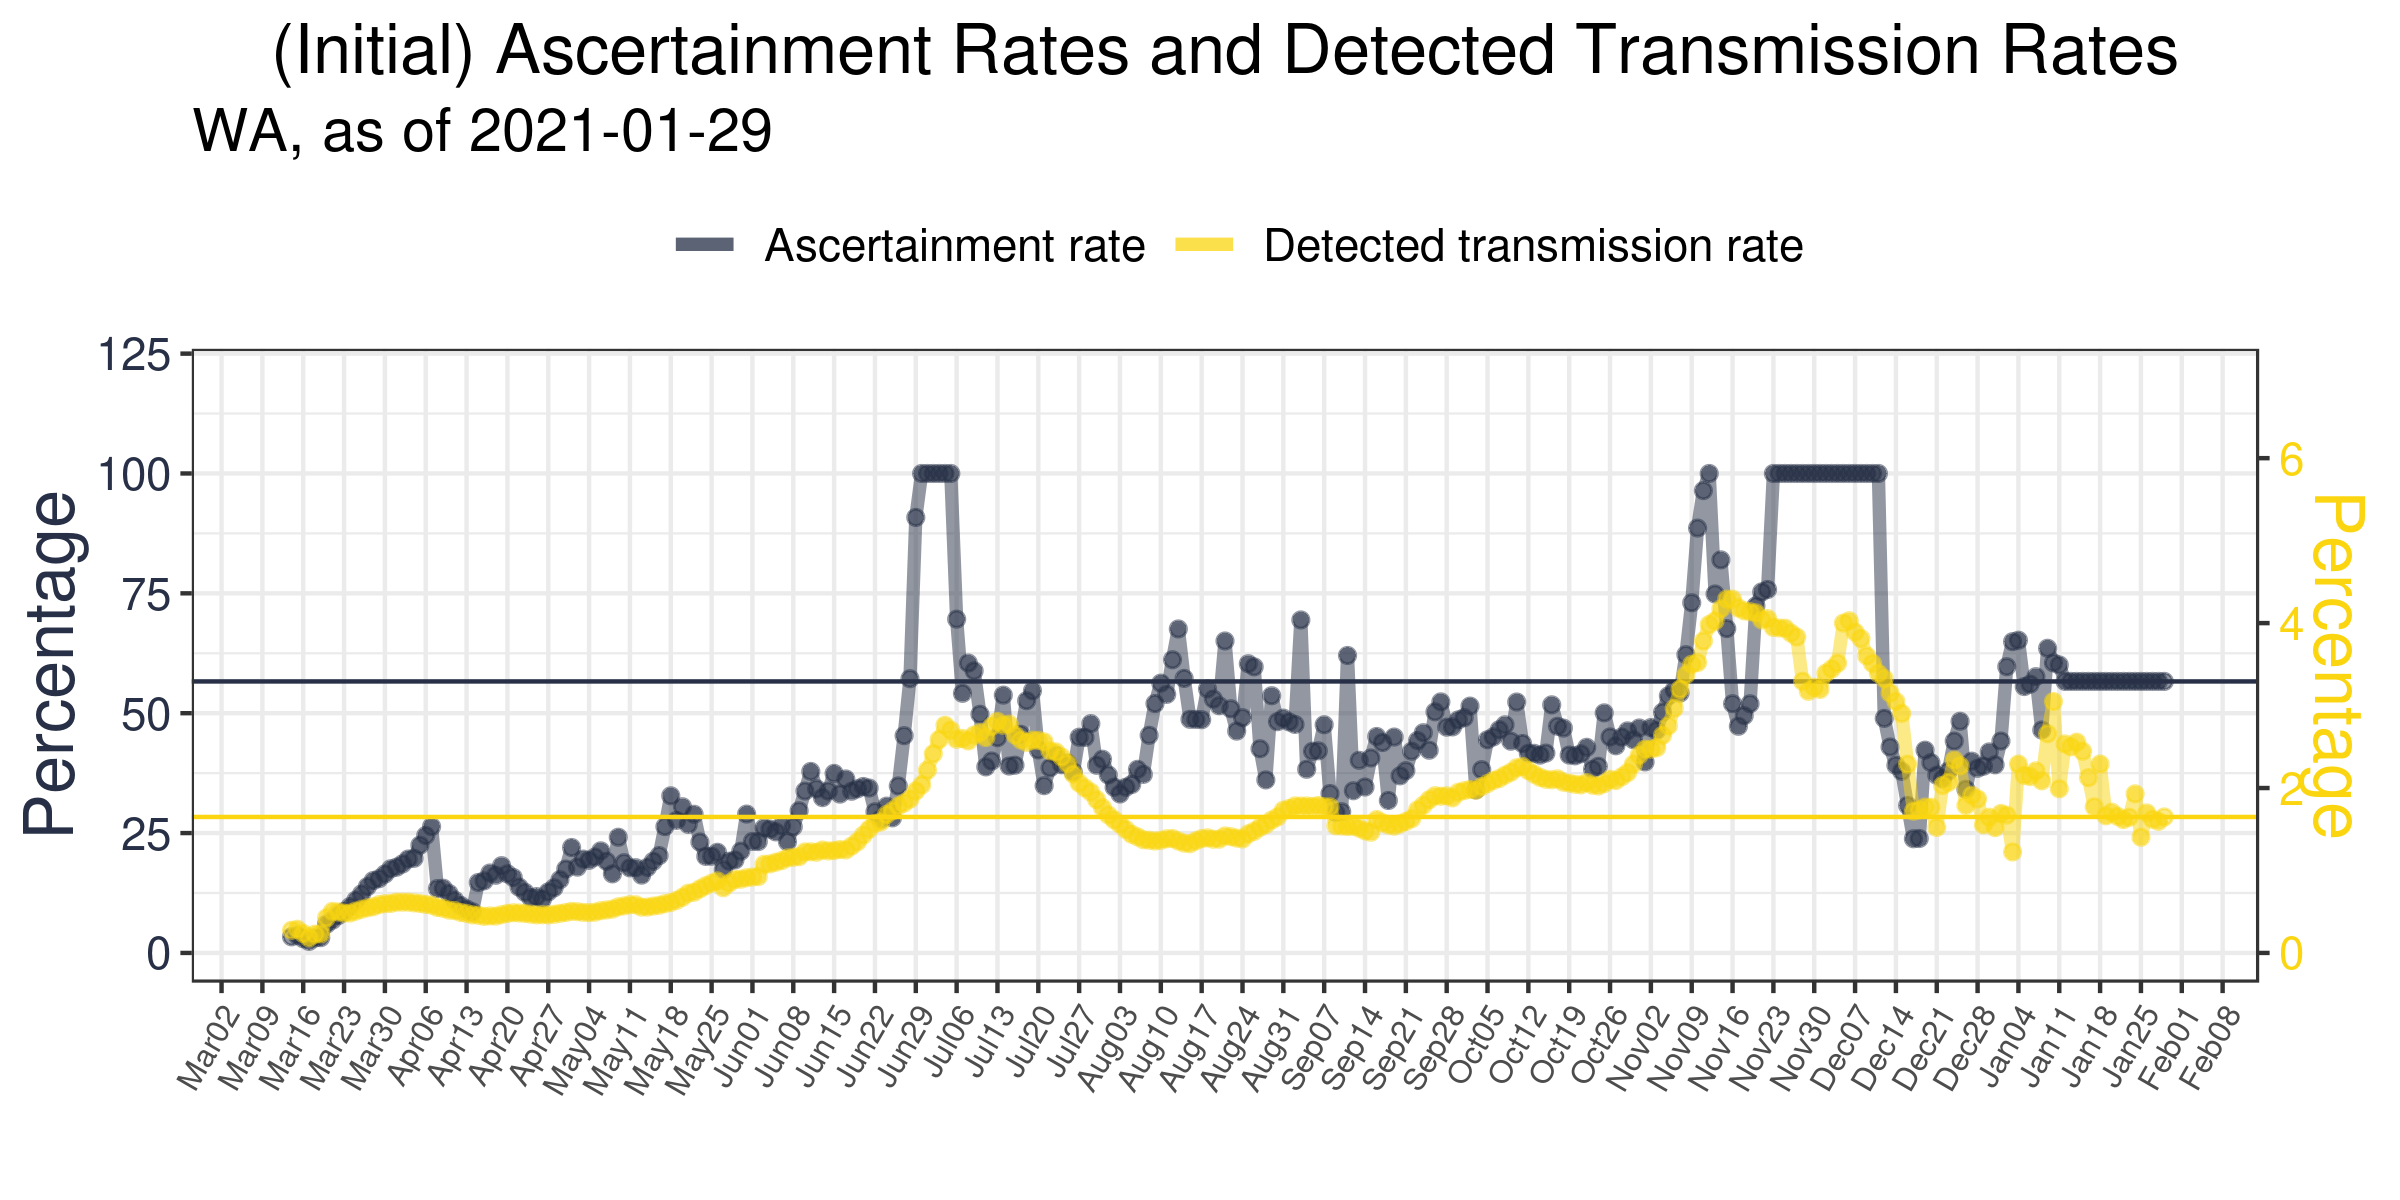 (Initial) Ascertainment Rates and Detected Transmission Rates
WA, as of 2021-01-29
Ascertainment rate
Detected transmission rate
Percentage
125
100
75
50
25
0
6
4
2
0
Percentage
Mar02
Mar09
Mar16
Mar23
Mar30
Apr06
Apr13
Apr20
Apr27
May04
May11
May18
May25
Jun01
Jun08
Jun15
Jun22
Jun29
Jul06
Jul13
Jul20
Jul27
Aug03
Aug10
Aug17
Aug24
Aug31
Sep07
Sep14
Sep21
Sep28
Oct05
Oct12
Oct19
Oct26
Nov02
Nov09
Nov16
Nov23
Nov30
Dec07
Dec14
Dec21
Dec28
Jan04
Jan11
Jan18
Jan25
Feb01
Feb08